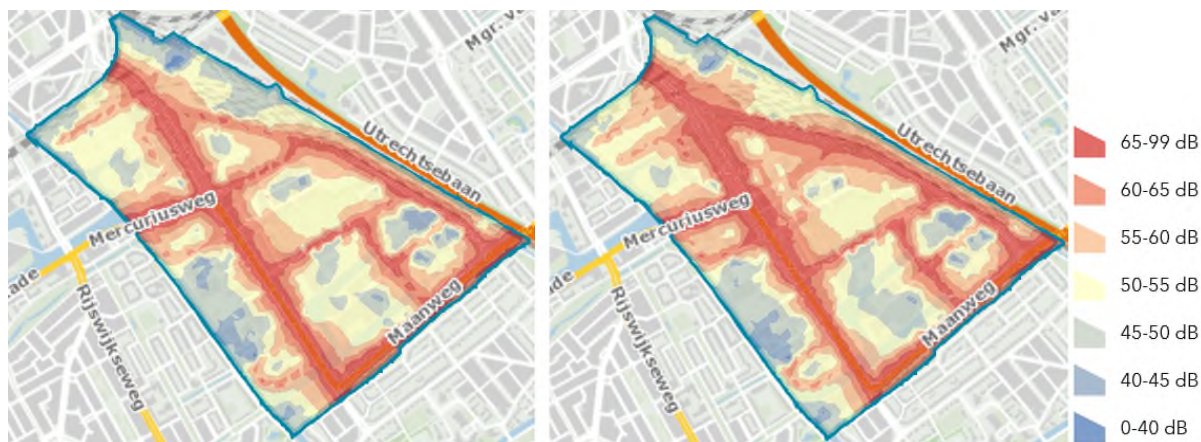 Mgr. va
Utrechtsebaan
Mercuriusweg
ade
Rijswijkseweg
Maanweg
Mgr. va
Utrechtsebaan
Mercuriusweg
ade
Rijswijkseweg
Maanweg
65-99 dB
60-65 dB
55-60 dB
50-55 dB
45-50 dB
40-45 dB
0-40 dB